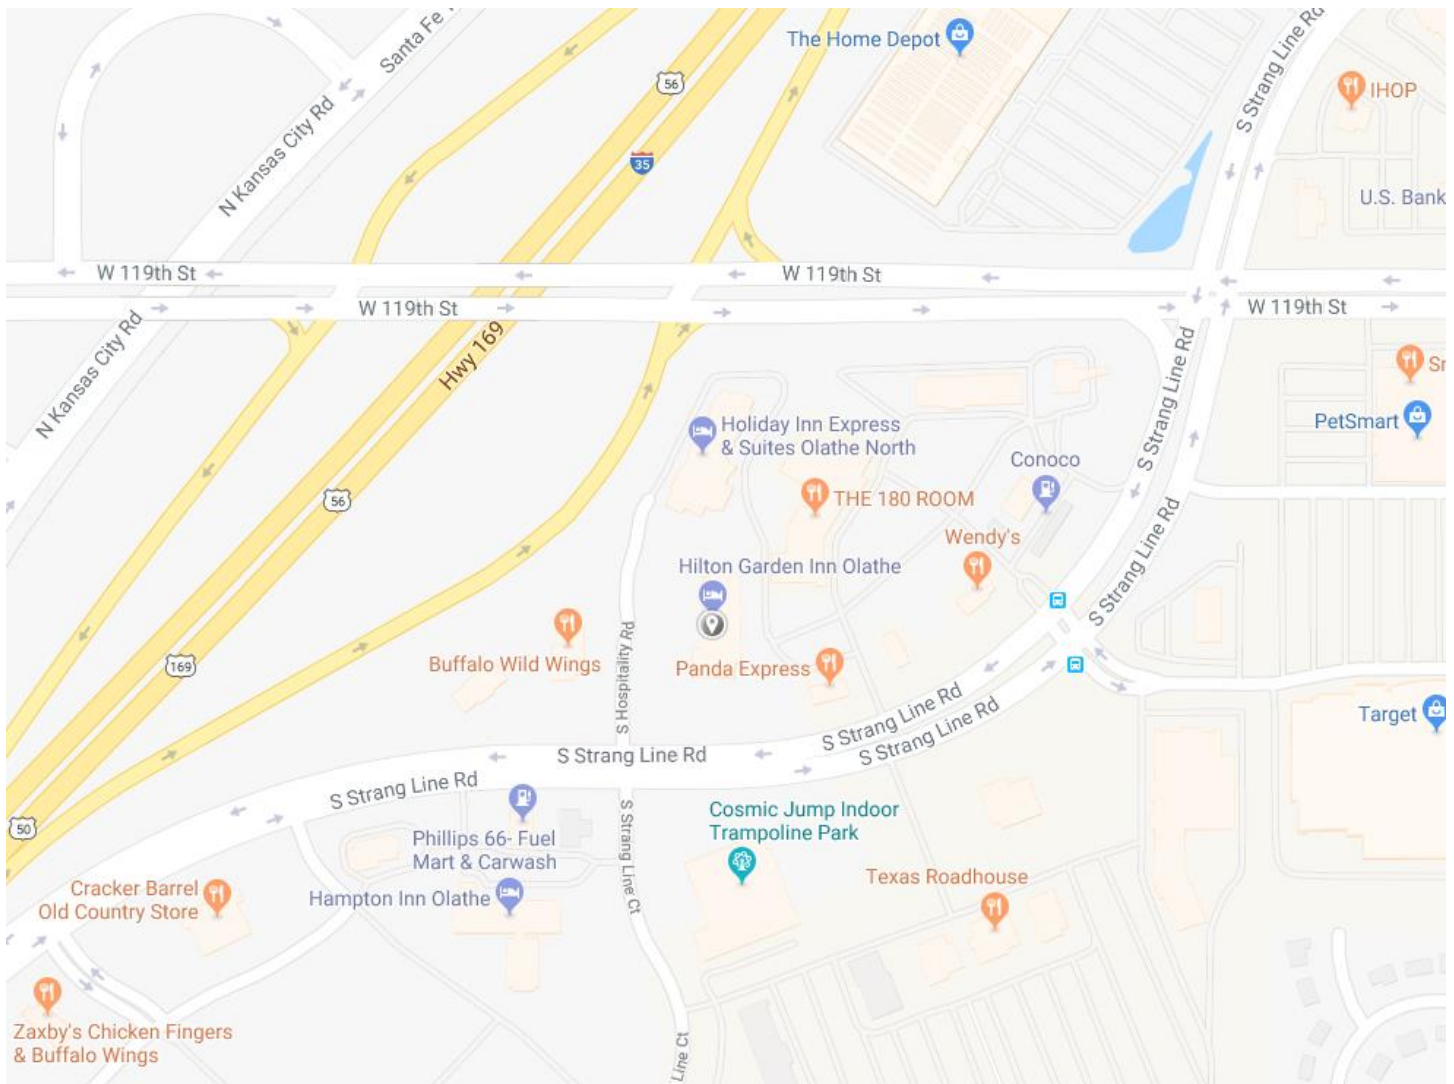 Santa Fe
The Home Depot
S Strang Line Rd
IHOP
56
N Kansas City Rd
35
U.S. Bank
W 119th St
W 119th St
W 119th St
W 119th St
N Kansas City Rd
Hwy 169
S Strang Line Rd
PetSmart
Holiday Inn Express
& Suites Olathe North
Conoco
56
THE 180 ROOM
Wendy's
S Strang Line Rd
Hilton Garden Inn Olathe
169
Buffalo Wild Wings
S Hospitality Rd
Panda Express
S Strang Line Rd
S Strang Line Rd
Target
S Strang Line Rd
S Strang Line Rd
50
Phillips 66- Fuel
Mart & Carwash
S Strang Line Ct
Cosmic Jump Indoor
Trampoline Park
Cracker Barrel
Old Country Store
Hampton Inn Olathe
Texas Roadhouse
Zaxby's Chicken Fingers
& Buffalo Wings
Line Ct